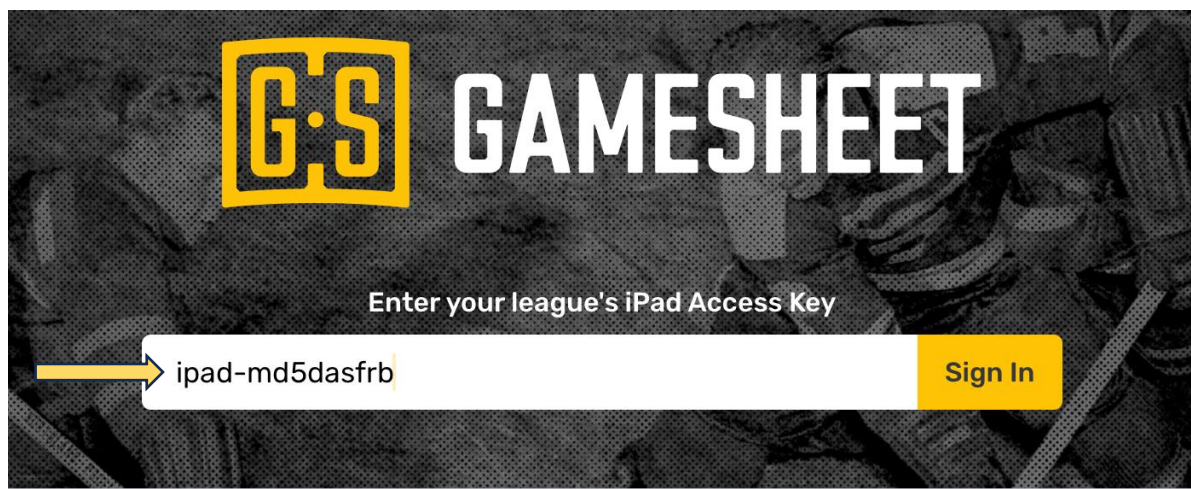 G:S GAMESHEET
Enter your league's iPad Access Key
ipad-md5dasfrb
Sign In